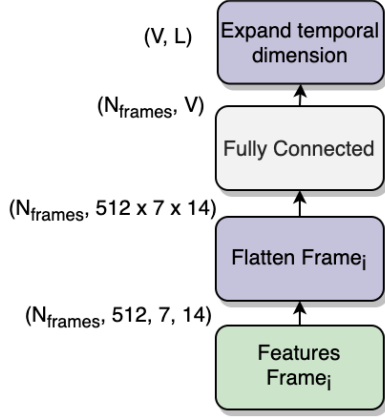 (V, L)
Expand temporal
dimension
(Nframes, V)
Fully Connected
(Nframes, 512 x 7 x 14)
Flatten Framei
(Nframes, 512, 7, 14)
Features
Framei